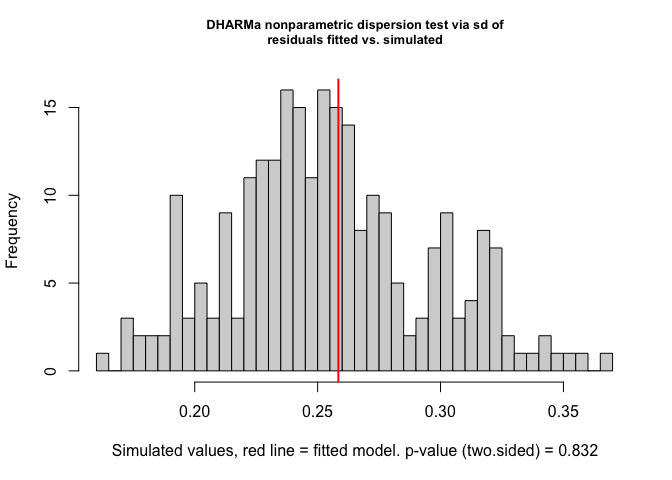 DHARMa nonparametric dispersion test via sd of
residuals fitted vs. simulated
15
10
5
0
Frequency
0.20 0.25 0.30 0.35
Simulated values, red line = fitted model. p-value (two.sided) = 0.832